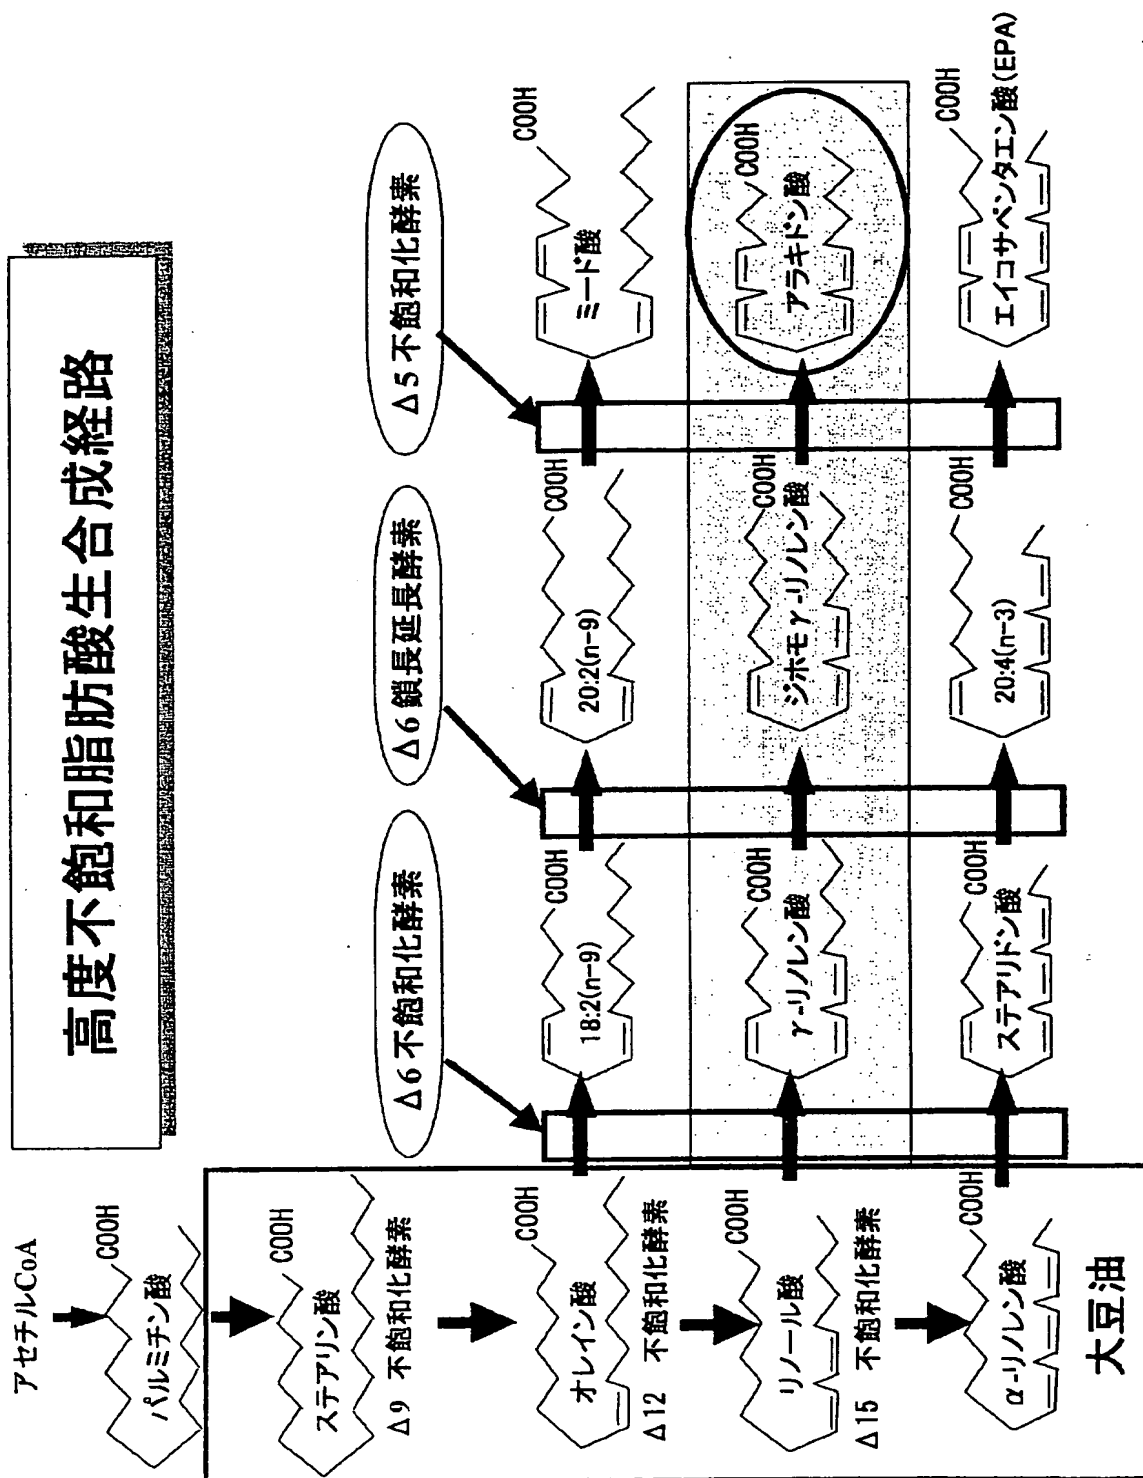 高度不飽和脂肪酸生合成経路
アセチルCoA
COOH
パルミチン酸
COOH
ステアリン酸
Δ9 不飽和化酵素
Δ6不飽和化酵素
Δ6鎖長延長酵素
Δ5不飽和化酵素
COOH
オレイン酸
COOH
18:2(n-9)
COOH
20:2(n-9)
COOH
ミード酸
Δ12 不飽和化酵素
COOH
リノール酸
COOH
γ-リノレン酸
COOH
ジホモγ-リノレン酸
COOH
アラキドン酸
Δ15 不飽和化酵素
COOH
α-リノレン酸
COOH
ステアリドン酸
COOH
20:4(n-3)
COOH
エイコサペンタエン酸(EPA)
大豆油